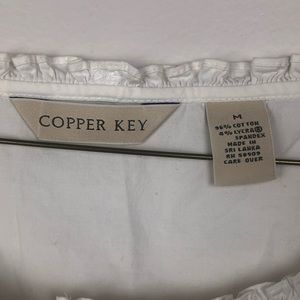 COPPER KEY
M
96% COTTON
4% LYCRA®
SPANDEX
MADE IN
SRI LANKA
RN 58909
CARE OVER